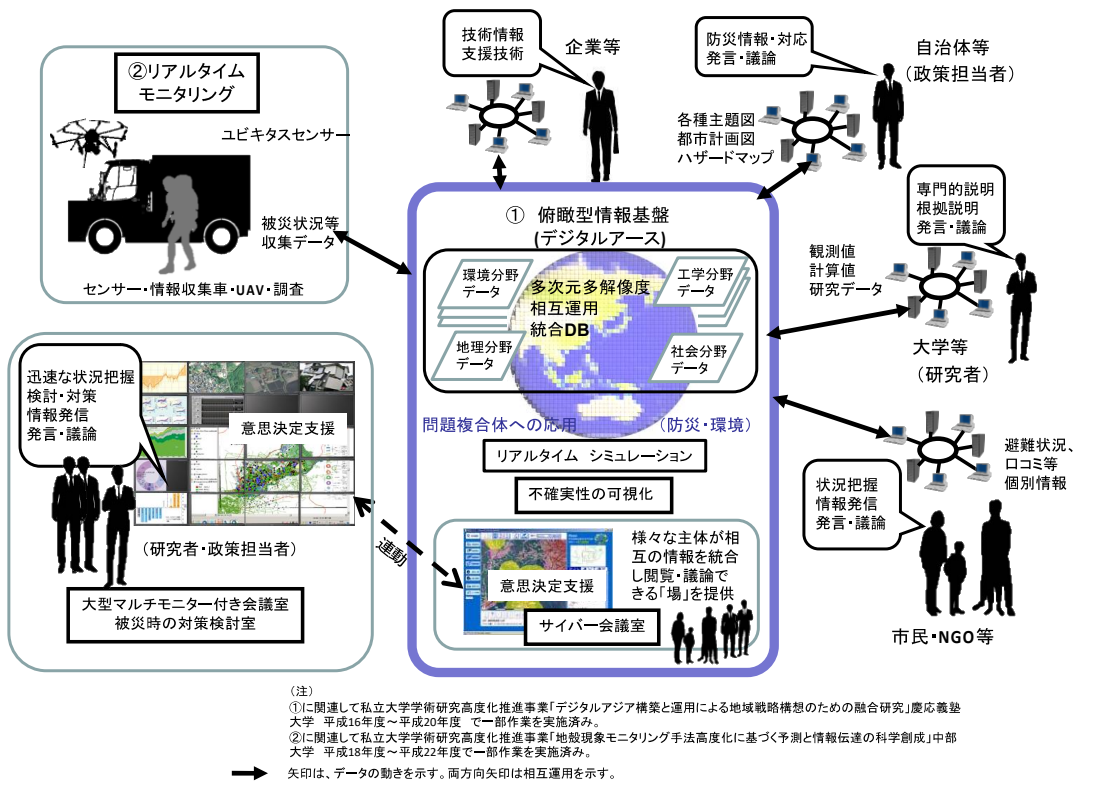 ②リアルタイム
モニタリング
ユビキタスセンサー
被災状況等
収集データ
センサー・情報収集車・UAV・調査
技術情報
支援技術
企業等
防災情報・対応
発言・議論
自治体等
(政策担当者)
各種主題図
都市計画図
ハザードマップ
専門的説明
根拠説明
発言・議論
観測値
計算値
研究データ
大学等
(研究者)
① 俯瞰型情報基盤
(デジタルアース)
環境分野
データ
工学分野
データ
多次元多解像度
相互運用
統合DB
地理分野
データ
社会分野
データ
問題複合体への応用 (防災・環境)
リアルタイム シミュレーション
不確実性の可視化
様々な主体が相
互の情報を統合
し閲覧・議論で
きる「場」を提供
意思決定支援
サイバー会議室
迅速な状況把握
検討・対策
情報発信
発言・議論
意思決定支援
(研究者・政策担当者)
連動
大型マルチモニター付き会議室
被災時の対策検討室
避難状況、
口コミ等
個別情報
状況把握
情報発信
発言・議論
市民・NGO等
(注)
①に関連して私立大学学術研究高度化推進事業「デジタルアジア構築と運用による地域戦略構想のための融合研究」慶応義塾
大学 平成16年度~平成20年度 で一部作業を実施済み。
②に関連して私立大学学術研究高度化推進事業「地殻現象モニタリング手法高度化に基づく予測と情報伝達の科学創成」中部
大学 平成18年度~平成22年度で一部作業を実施済み。
矢印は、データの動きを示す。両方向矢印は相互運用を示す。